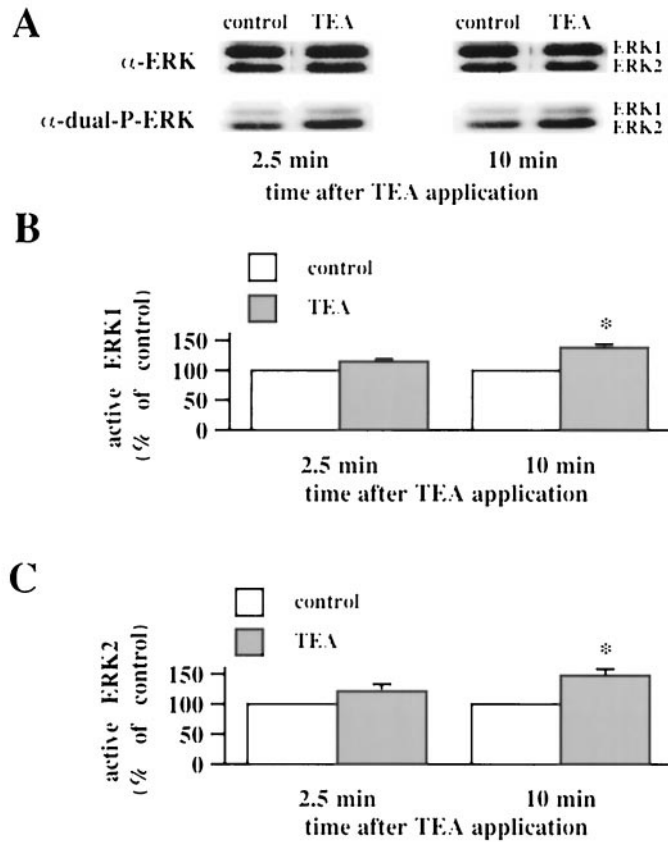 A
control TEA control TEA
α-ERK ERK1
ERK2
α-dual-P-ERK ERK1
ERK2
2.5 min 10 min
time after TEA application
B
control
TEA
active ERK1
(% of control)
150
100
50
0
*
2.5 min 10 min
time after TEA application
C
control
TEA
active ERK2
(% of control)
150
100
50
0
*
2.5 min 10 min
time after TEA application